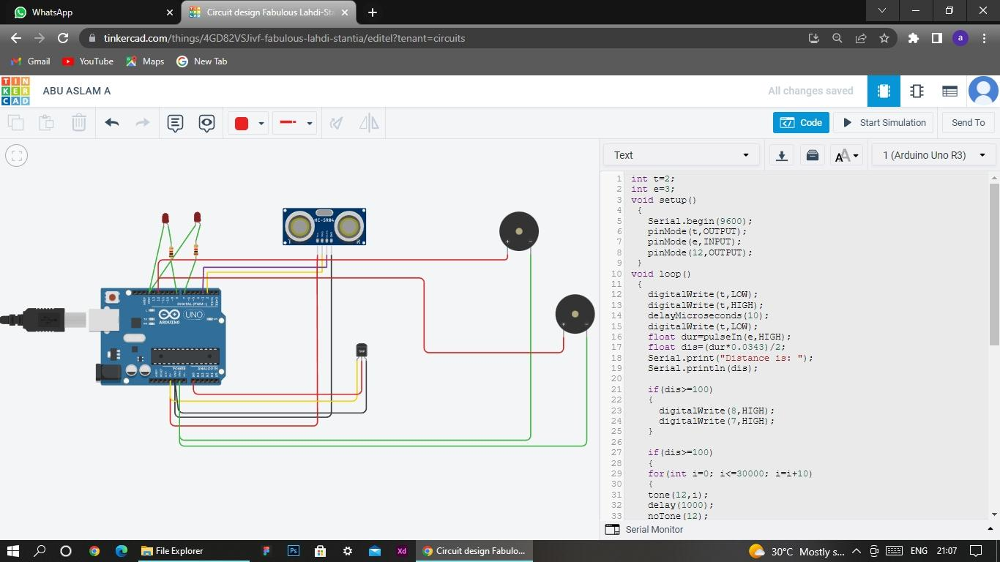 WhatsApp
Circuit design Fabulous Lahdi-Sta
tinkercad.com/things/4GD82VSJivf-fabulous-lahdi-stantia/editel?tenant=circuits
a
Gmail
YouTube
Maps
New Tab
TIN
KER
CAD
ABU ASLAM A
All changes saved
Code
Start Simulation
Send To
Text
AA
1 (Arduino Uno R3)
HC-SR04
DIGITAL (PWM~)
UNO
ARDUINO
POWER
ANALOG IN
TMP
1 int t=2;
2 int e=3;
3 void setup()
4 {
5 Serial.begin(9600);
6 pinMode(t,OUTPUT);
7 pinMode(e,INPUT);
8 pinMode(12,OUTPUT);
9 }
10 void loop()
11 {
12 digitalWrite(t,LOW);
13 digitalWrite(t,HIGH);
14 delayMicroseconds(10);
15 digitalWrite(t,LOW);
16 float dur=pulseIn(e,HIGH);
17 float dis=(dur*0.0343)/2;
18 Serial.print("Distance is: ");
19 Serial.println(dis);
20
21 if(dis>=100)
22 {
23 digitalWrite(8,HIGH);
24 digitalWrite(7,HIGH);
25 }
26
27 if(dis>=100)
28 {
29 for(int i=0; i<=30000; i=i+10)
30 {
31 tone(12,i);
32 delay(1000);
33 noTone(12);
Serial Monitor
File Explorer
Ps
Xd
Circuit design Fabulo...
30°C Mostly s...
ENG
21:07